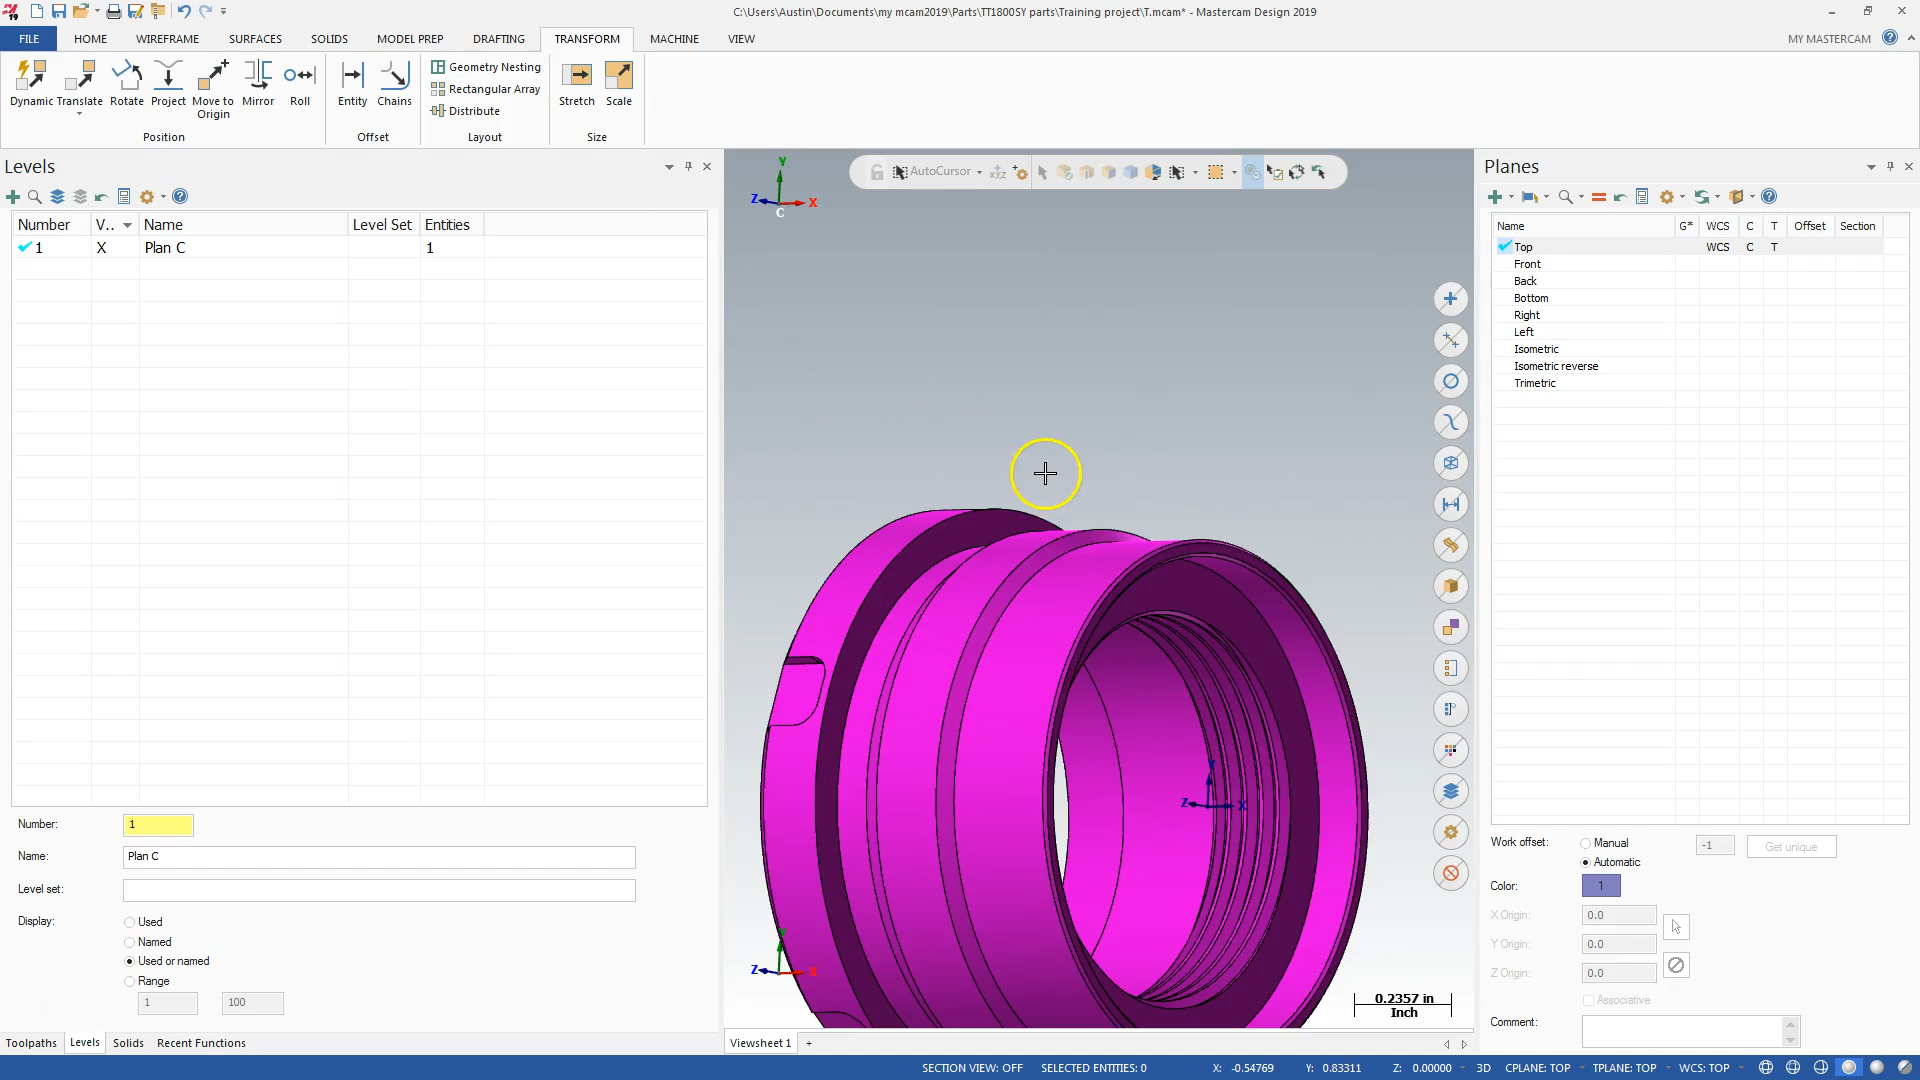 C:\Users\Austin\Documents\my mcam2019\Parts\TT1800SY parts\Training project\T.mcam* - Mastercam Design 2019
FILE HOME WIREFRAME SURFACES SOLIDS MODEL PREP DRAFTING TRANSFORM MACHINE VIEW MY MASTERCAM
Dynamic Translate Rotate Project Move to Origin Mirror Roll
Position
Entity Chains
Offset
Geometry Nesting
Rectangular Array
Distribute
Layout
Stretch Scale
Size
Levels
Number V.. Name Level Set Entities
1 X Plan C 1
Number: 1
Name: Plan C
Level set:
Display: Used
Named
Used or named
Range
1 100
Toolpaths Levels Solids Recent Functions
AutoCursor
Y
Z X
C
Z X
Y
Z X
0.2357 in
Inch
Viewsheet 1 +
Planes
Name G* WCS C T Offset Section
Top WCS C T
Front
Back
Bottom
Right
Left
Isometric
Isometric reverse
Trimetric
Work offset: Manual -1 Get unique
Automatic
Color: 1
X Origin: 0.0
Y Origin: 0.0
Z Origin: 0.0
Associative
Comment:
SECTION VIEW: OFF SELECTED ENTITIES: 0 X: -0.54769 Y: 0.83311 Z: 0.00000 3D CPLANE: TOP TPLANE: TOP WCS: TOP